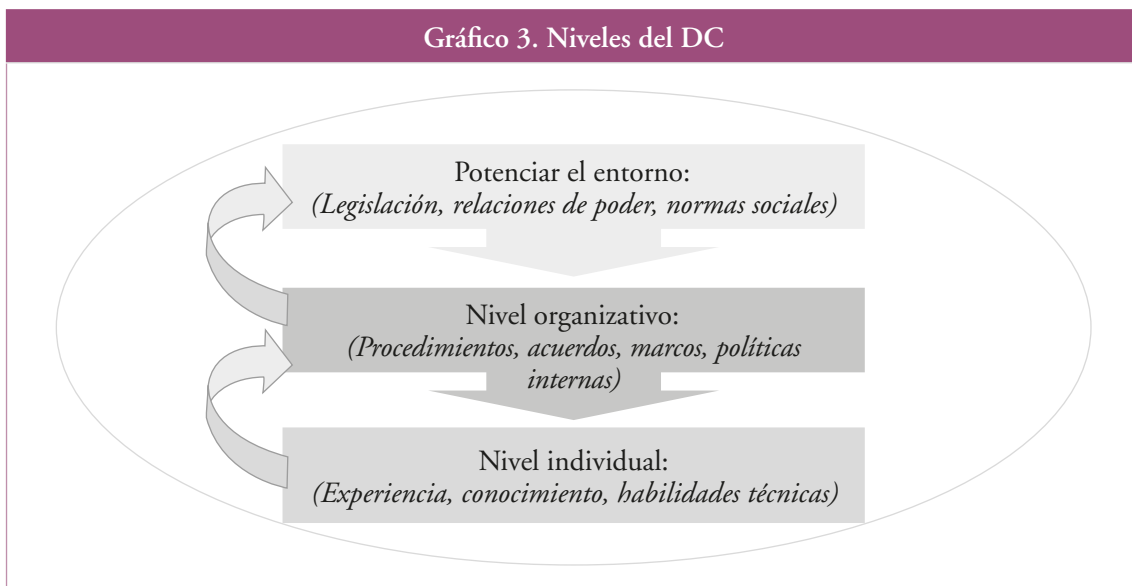 Gráfico 3. Niveles del DC
Potenciar el entorno:
(Legislación, relaciones de poder, normas sociales)
Nivel organizativo:
(Procedimientos, acuerdos, marcos, políticas
internas)
Nivel individual:
(Experiencia, conocimiento, habilidades técnicas)